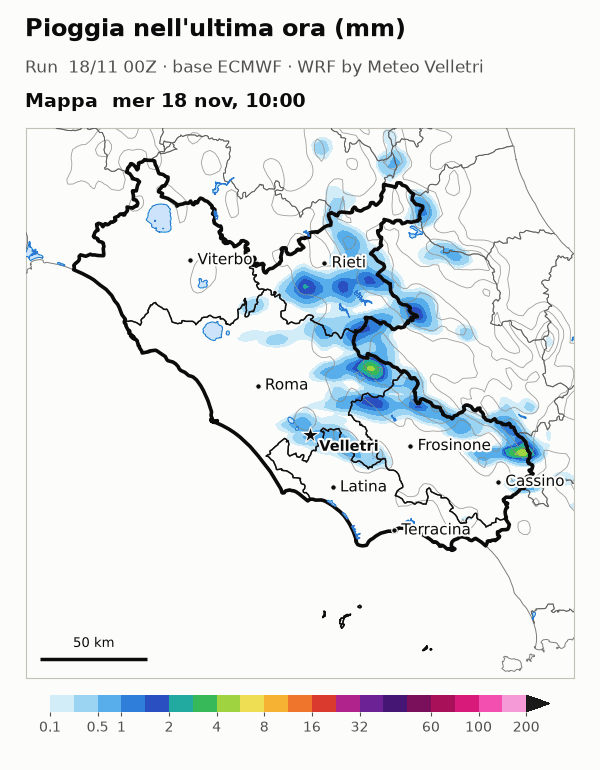 Pioggia nell'ultima ora (mm)
Run  18/11 00Z · base ECMWF · WRF by Meteo Velletri
Mappa  mer 18 nov, 10:00
Viterbo
Rieti
Roma
Velletri
Frosinone
Latina
Cassino
Terracina
50 km
0.1 0.5 1 2 4 8 16 32 60 100 200